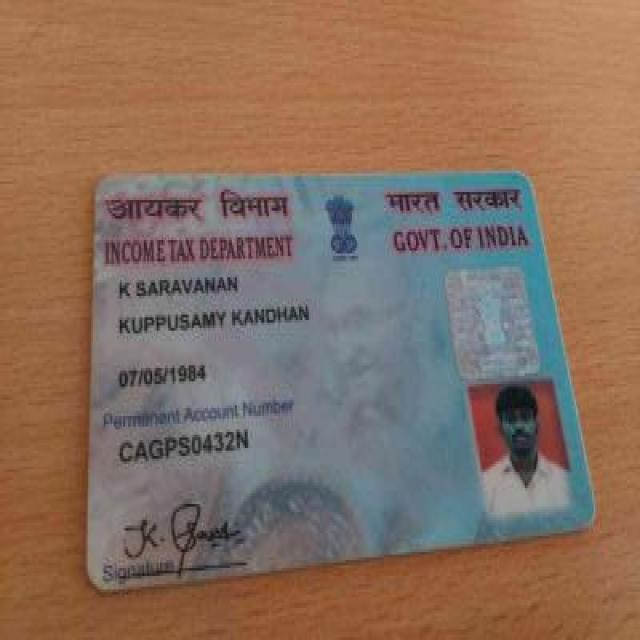 आयकर विभाग
भारत सरकार
INCOME TAX DEPARTMENT
GOVT. OF INDIA
K SARAVANAN
KUPPUSAMY KANDHAN
07/05/1984
Permanent Account Number
CAGPS0432N
Signature